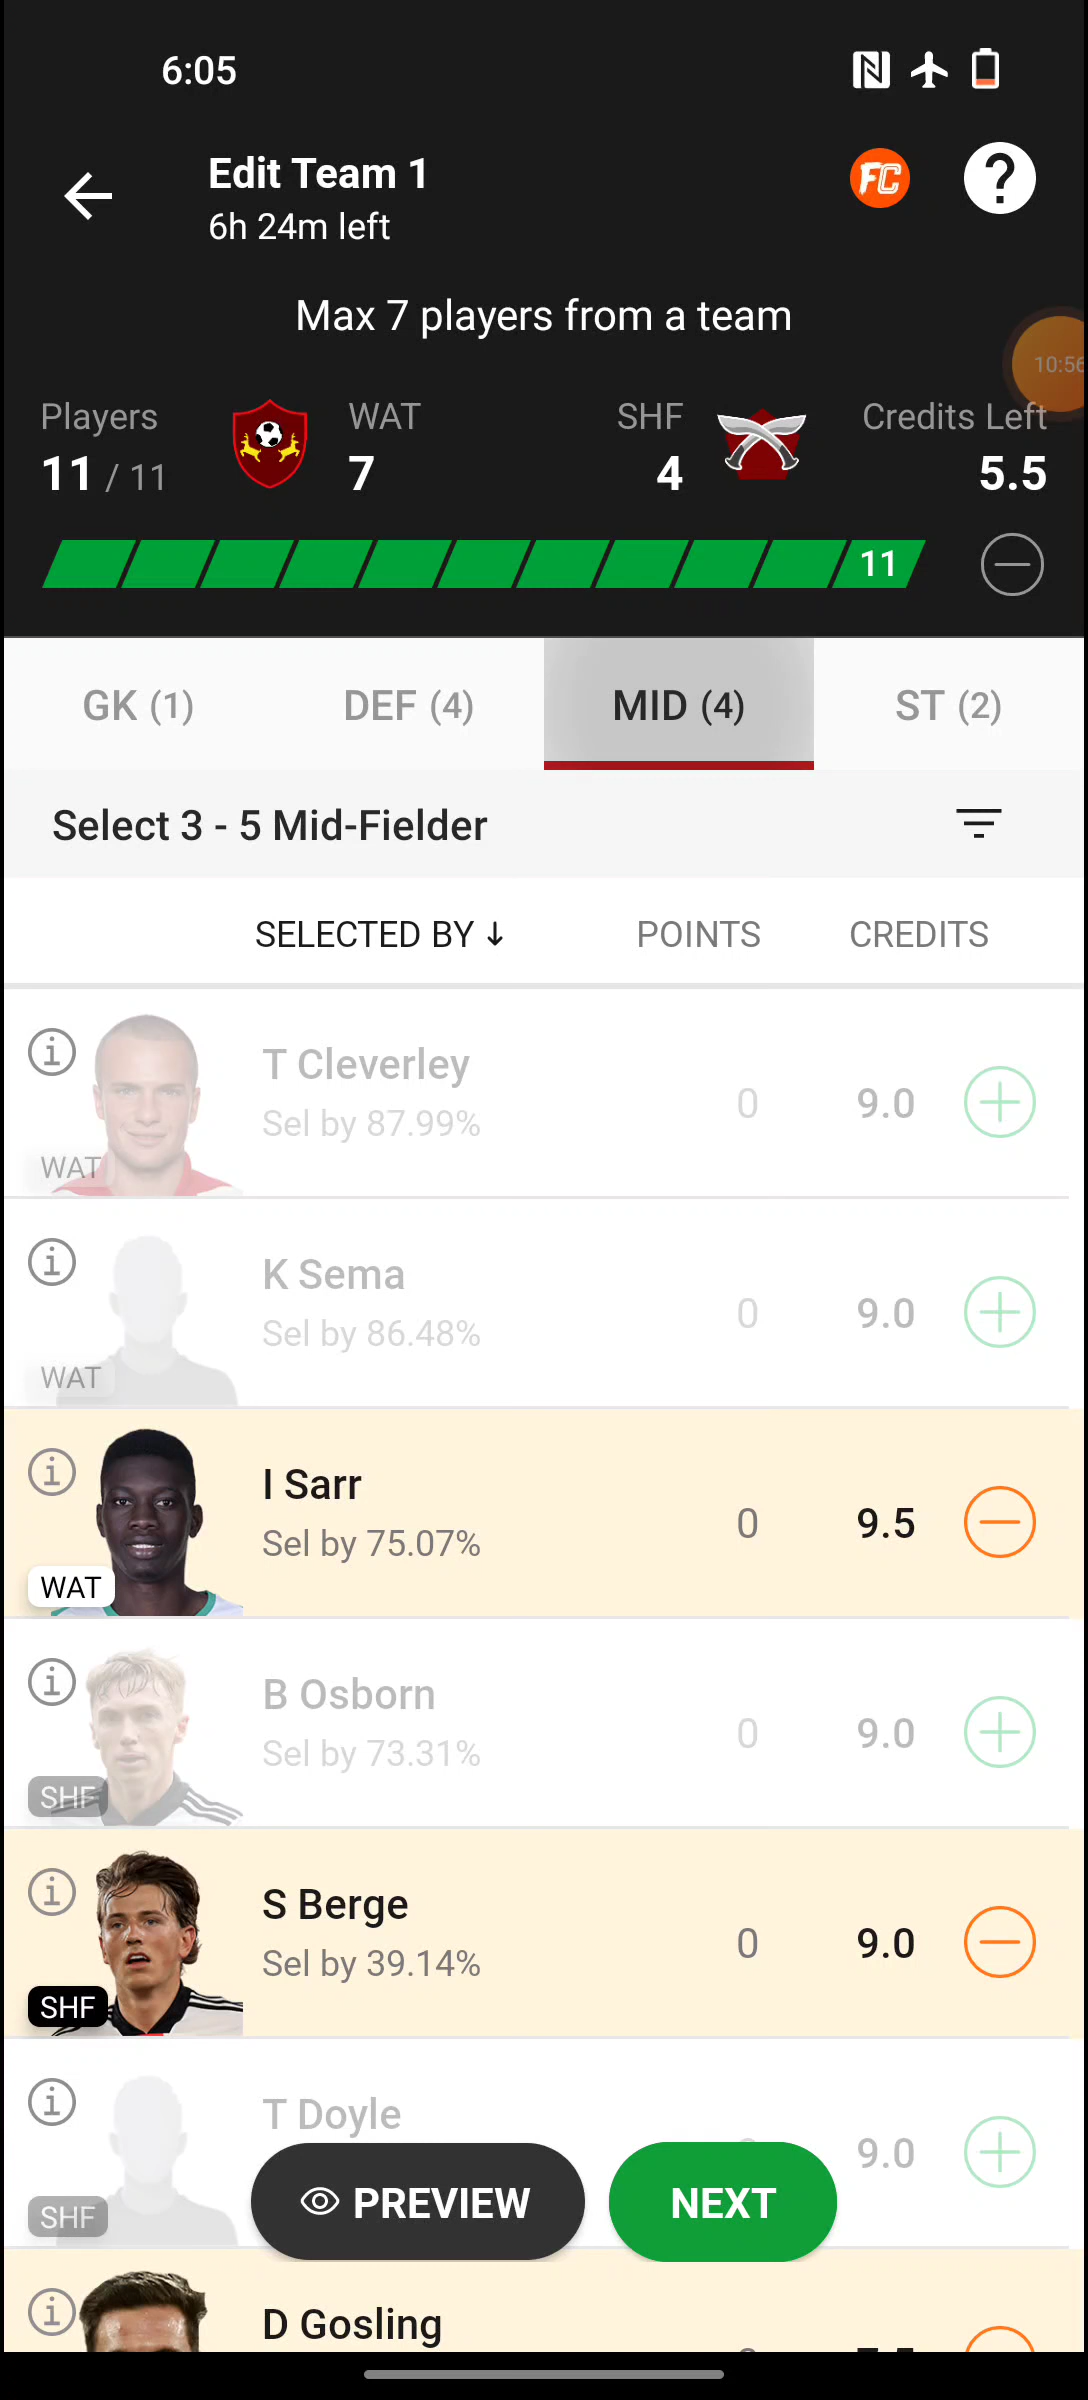 6:05
Edit Team 1
6h 24m left
FC
?
Max 7 players from a team
10:56
Players
WAT
SHF
Credits Left
11 / 11
7
4
5.5
11
GK (1)
DEF (4)
MID (4)
ST (2)
Select 3 - 5 Mid-Fielder
SELECTED BY ↓
POINTS
CREDITS
T Cleverley
Sel by 87.99%
0
9.0
WAT
K Sema
Sel by 86.48%
0
9.0
WAT
I Sarr
Sel by 75.07%
0
9.5
WAT
B Osborn
Sel by 73.31%
0
9.0
SHF
S Berge
Sel by 39.14%
0
9.0
SHF
T Doyle
9.0
SHF
PREVIEW
NEXT
D Gosling